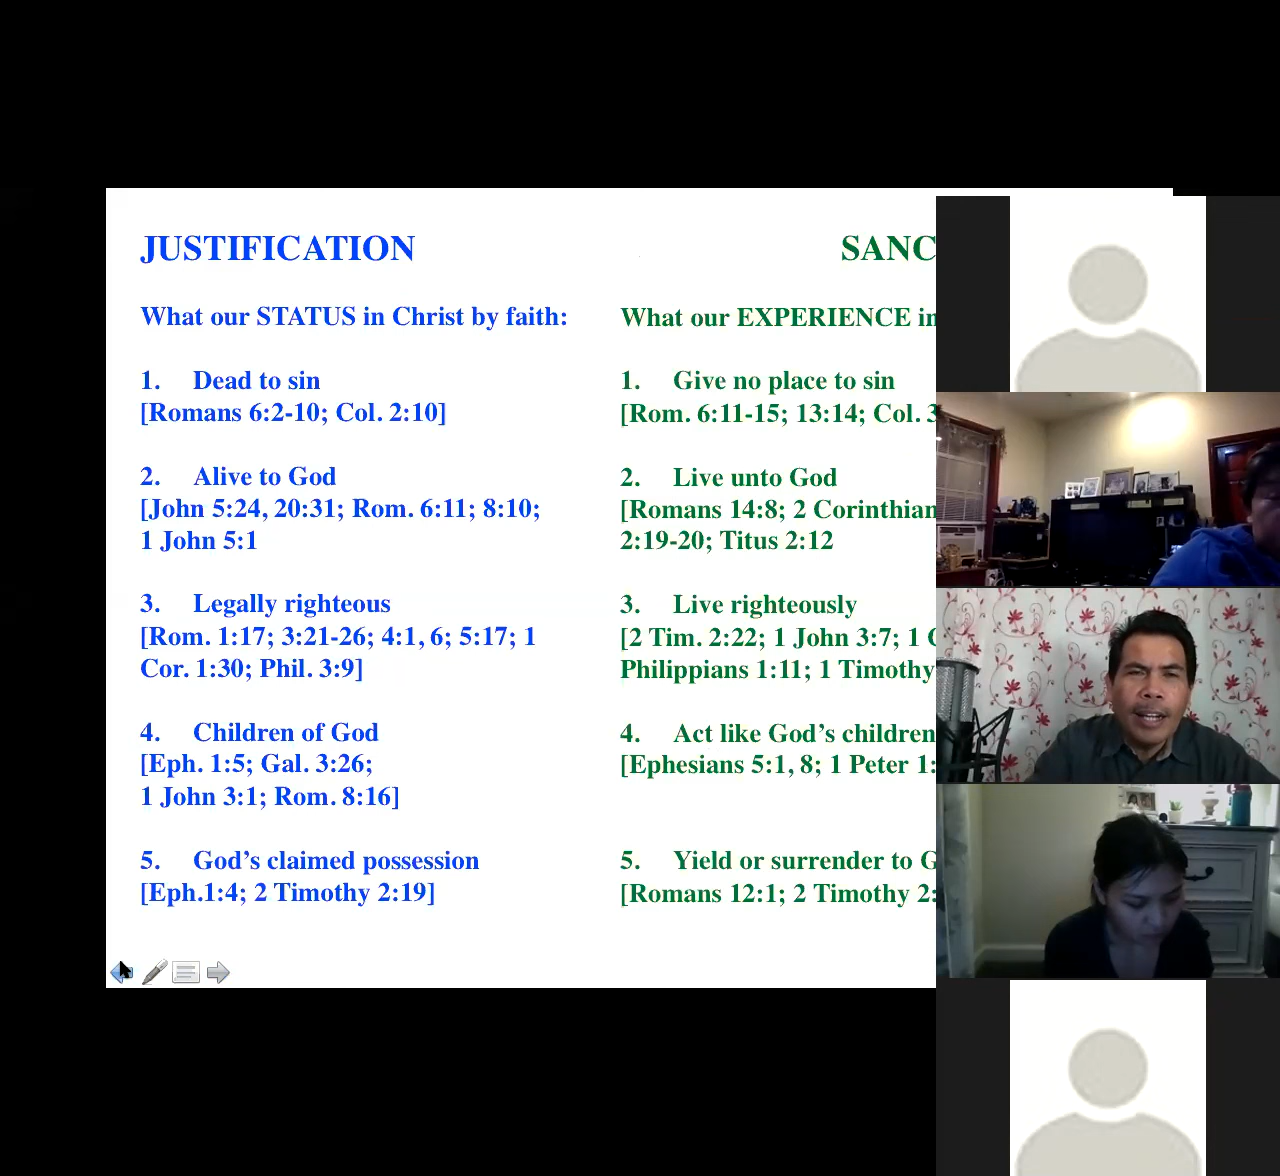 JUSTIFICATION
What our STATUS in Christ by faith:
1. Dead to sin
[Romans 6:2-10; Col. 2:10]
2. Alive to God
[John 5:24, 20:31; Rom. 6:11; 8:10;
1 John 5:1
3. Legally righteous
[Rom. 1:17; 3:21-26; 4:1, 6; 5:17; 1
Cor. 1:30; Phil. 3:9]
4. Children of God
[Eph. 1:5; Gal. 3:26;
1 John 3:1; Rom. 8:16]
5. God’s claimed possession
[Eph.1:4; 2 Timothy 2:19]
SANC
What our EXPERIENCE in
1. Give no place to sin
[Rom. 6:11-15; 13:14; Col. 3
2. Live unto God
[Romans 14:8; 2 Corinthian
2:19-20; Titus 2:12
3. Live righteously
[2 Tim. 2:22; 1 John 3:7; 1
Philippians 1:11; 1 Timothy
4. Act like God’s children
[Ephesians 5:1, 8; 1 Peter 1:
5. Yield or surrender to G
[Romans 12:1; 2 Timothy 2: